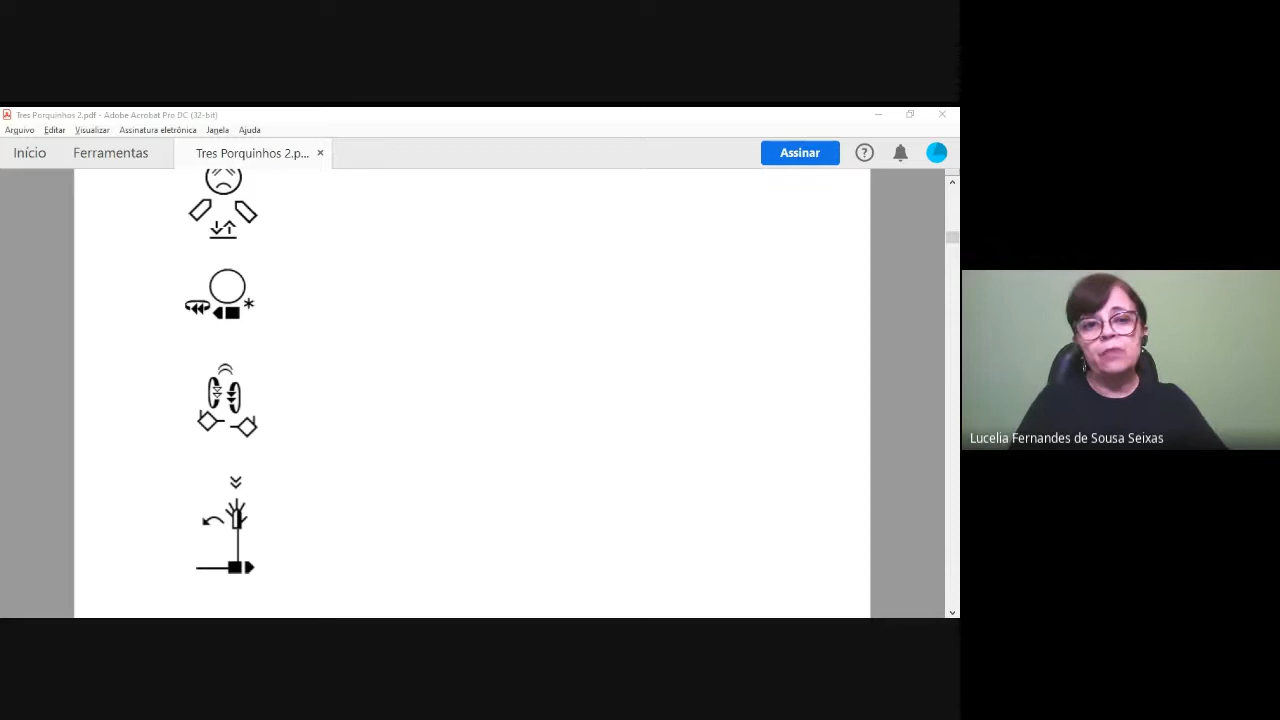 Tres Porquinhos 2.pdf - Adobe Acrobat Pro DC (32-bit)
Arquivo Editar Visualizar Assinatura eletrônica Janela Ajuda
Início Ferramentas Tres Porquinhos 2.p... × Assinar
Lucelia Fernandes de Sousa Seixas